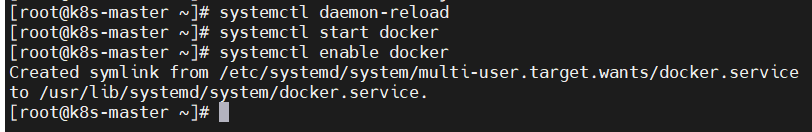 [root@k8s-master ~]# systemctl daemon-reload
[root@k8s-master ~]# systemctl start docker
[root@k8s-master ~]# systemctl enable docker
Created symlink from /etc/systemd/system/multi-user.target.wants/docker.service
to /usr/lib/systemd/system/docker.service.
[root@k8s-master ~]#